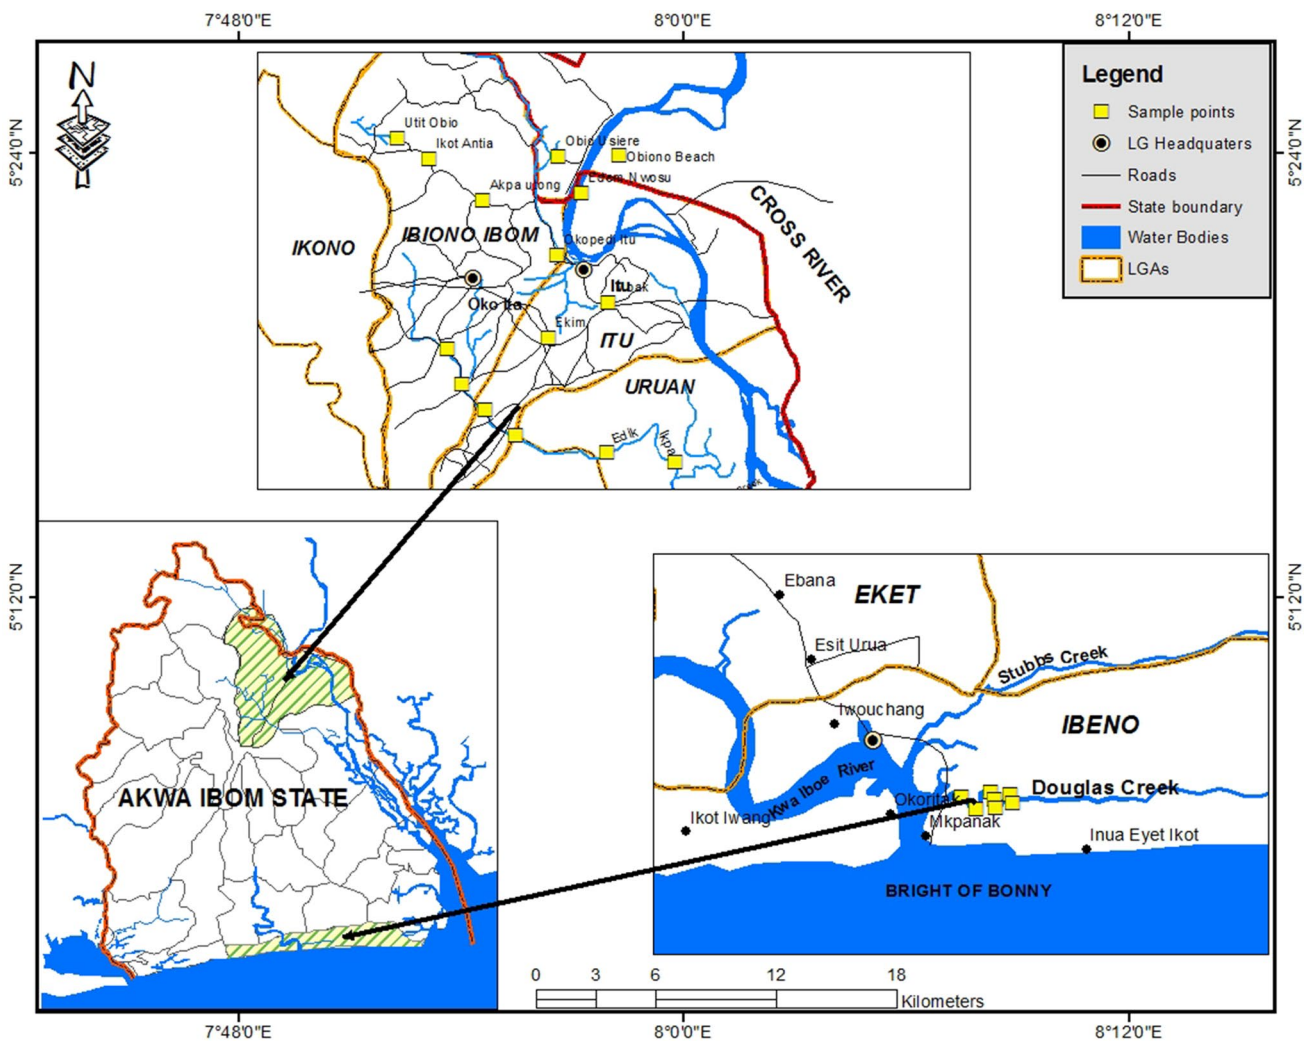 7°48'0"E 8°0'0"E 8°12'0"E
N
5°24'0"N
5°24'0"N
Legend
Sample points
LG Headquaters
Roads
State boundary
Water Bodies
LGAs
Utit Obio
Ikot Antia
Obio Usiere
Obiono Beach
Akpa utong
Edem Nwosu
CROSS RIVER
IKONO
IBIONO IBOM
Okopedi Itu
Itu
Oko Ita
Ekim
ITU
URUAN
Edik
Ikpa
5°12'0"N
5°12'0"N
AKWA IBOM STATE
Ebana
EKET
Esit Urua
Stubbs Creek
Iwouchang
IBENO
Kwa Iboe River
Douglas Creek
Ikot Iwang
Mkpanak
Inua Eyet Ikot
BRIGHT OF BONNY
0 3 6 12 18
Kilometers
7°48'0"E 8°0'0"E 8°12'0"E